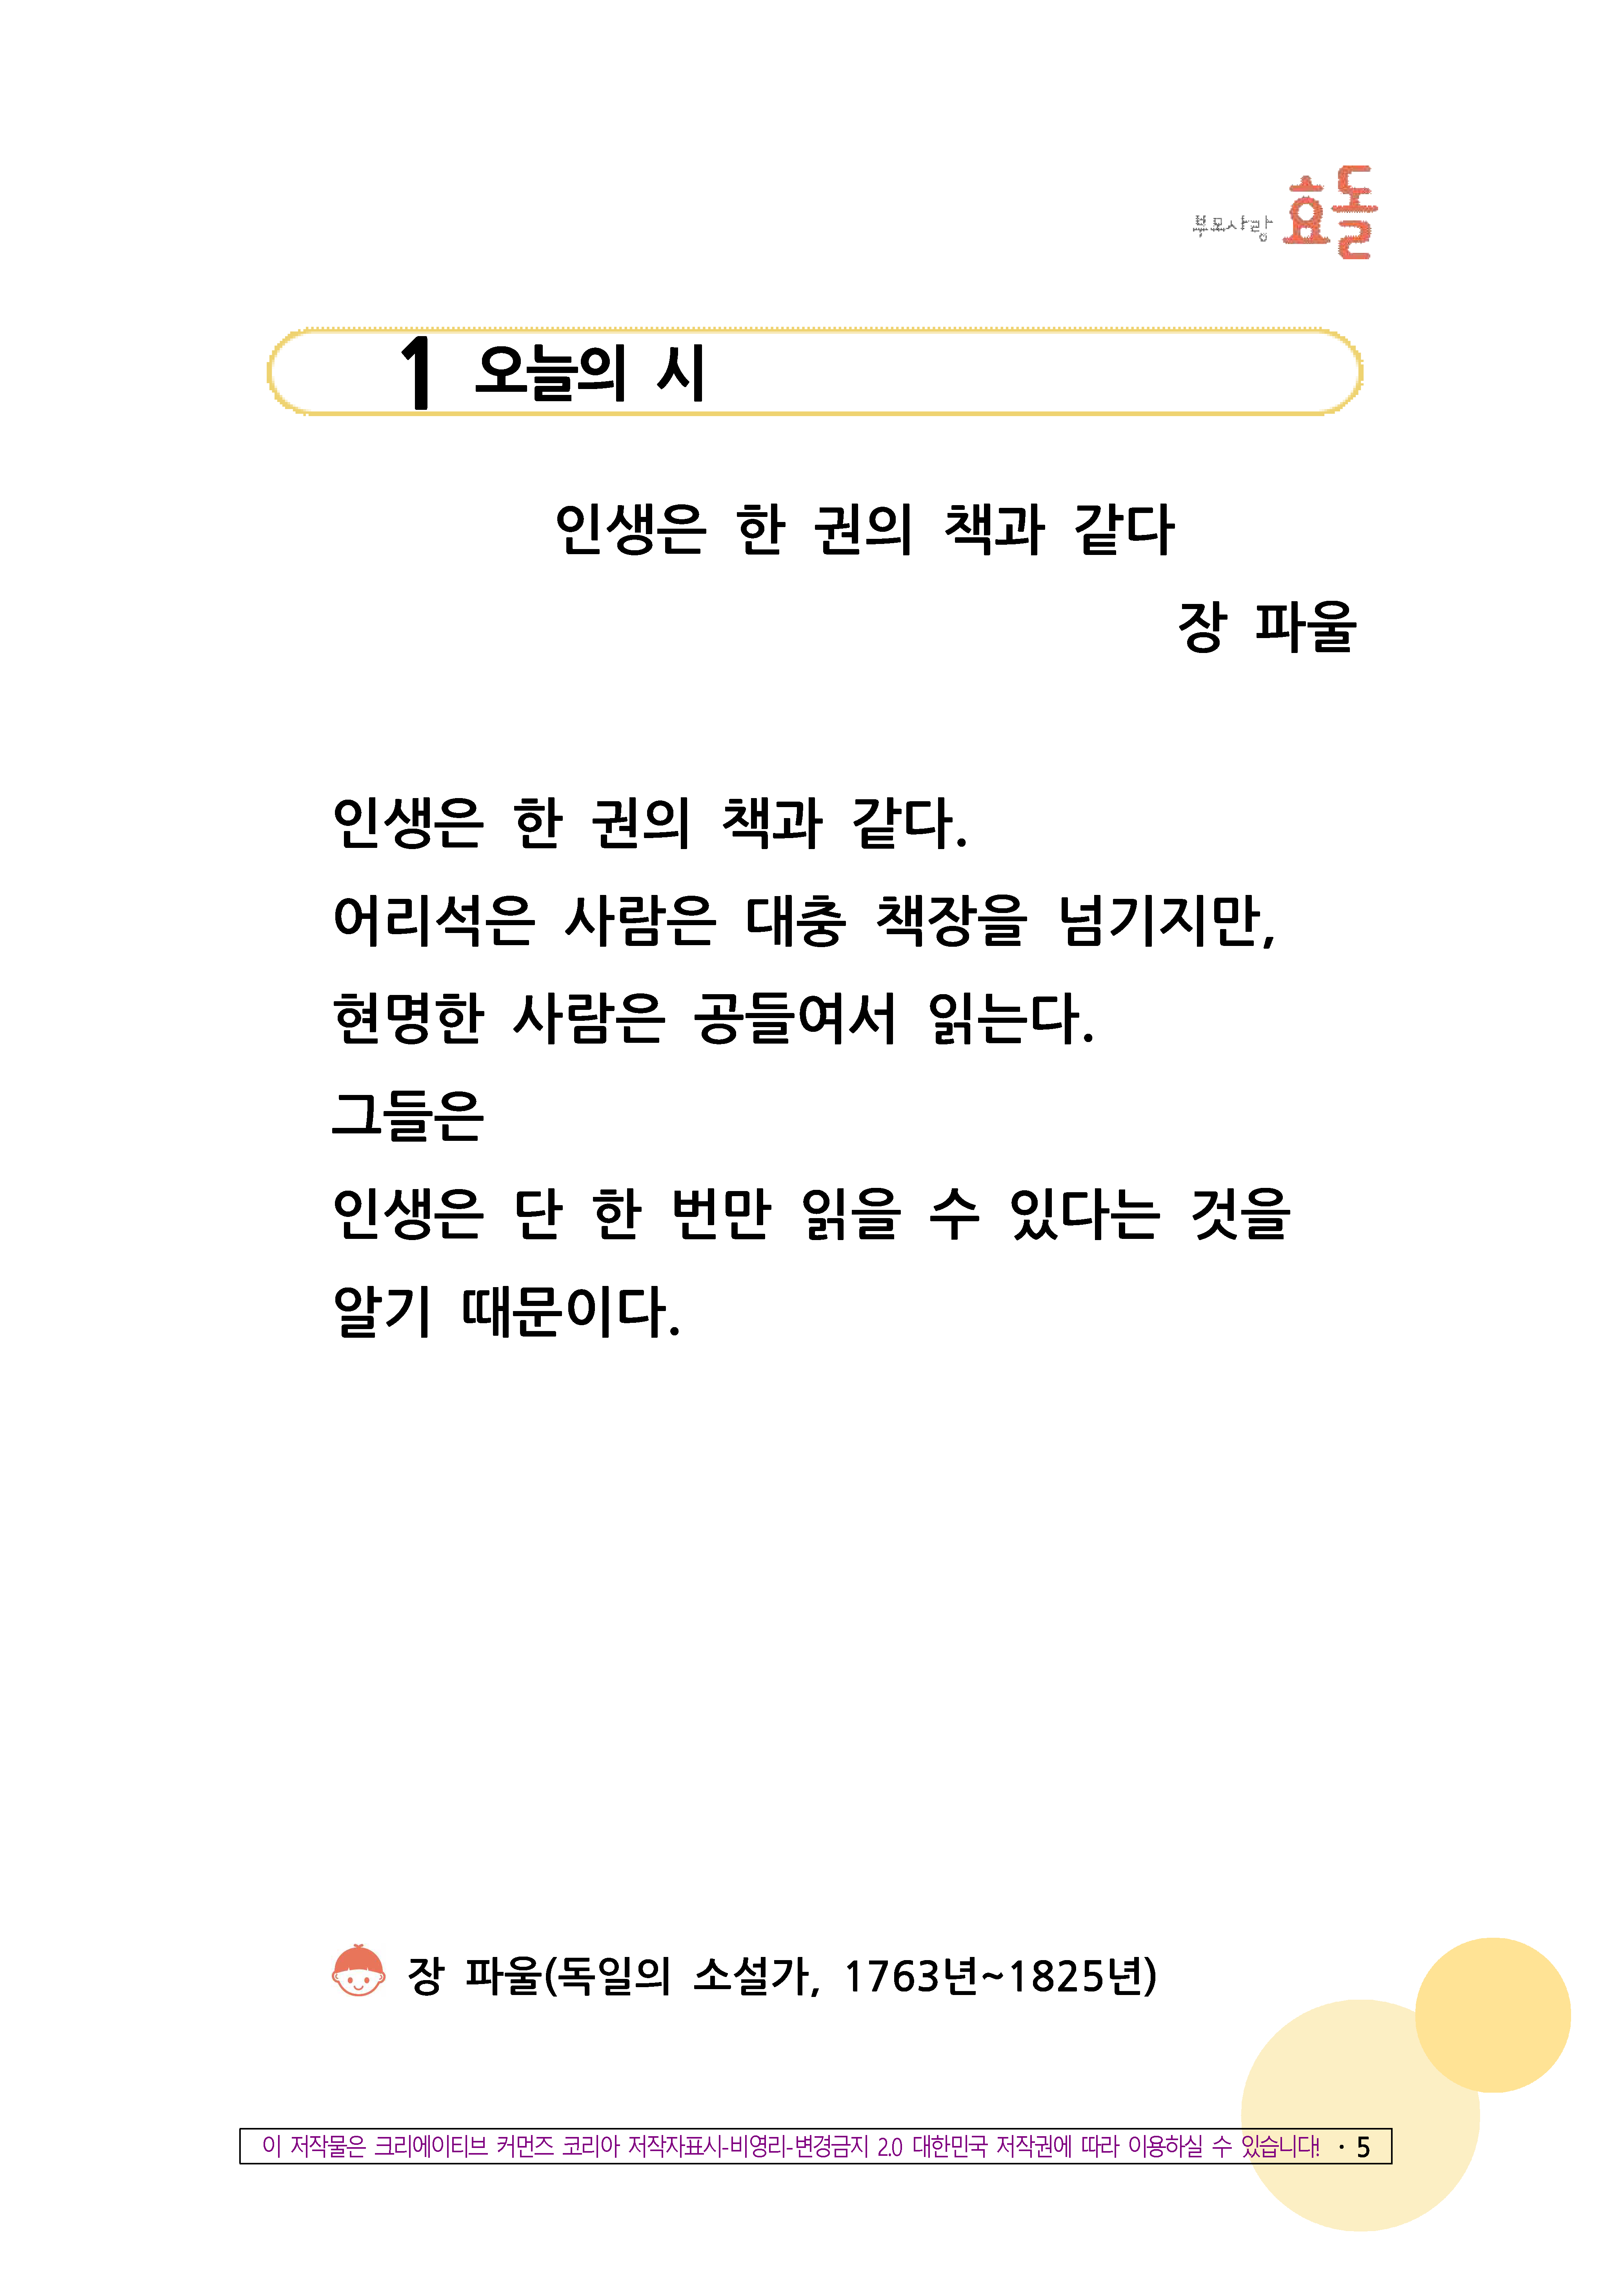 부모사랑 효돌
1 오늘의 시
인생은 한 권의 책과 같다
장 파울
인생은 한 권의 책과 같다.
어리석은 사람은 대충 책장을 넘기지만,
현명한 사람은 공들여서 읽는다.
그들은
인생은 단 한 번만 읽을 수 있다는 것을
알기 때문이다.
장 파울(독일의 소설가, 1763년~1825년)
이 저작물은 크리에이티브 커먼즈 코리아 저작자표시-비영리-변경금지 2.0 대한민국 저작권에 따라 이용하실 수 있습니다! · 5